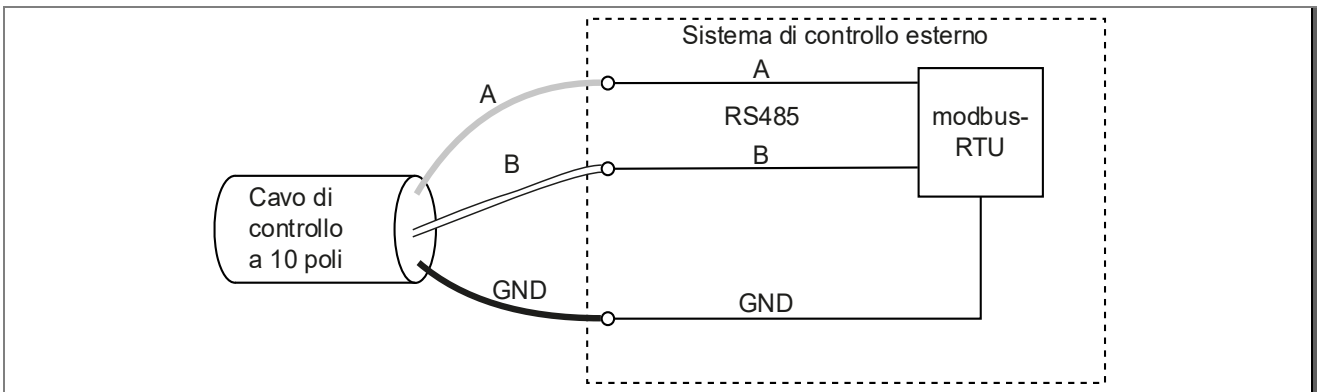 Sistema di controllo esterno
A
A
RS485
modbus-
RTU
B
B
Cavo di
controllo
a 10 poli
GND
GND